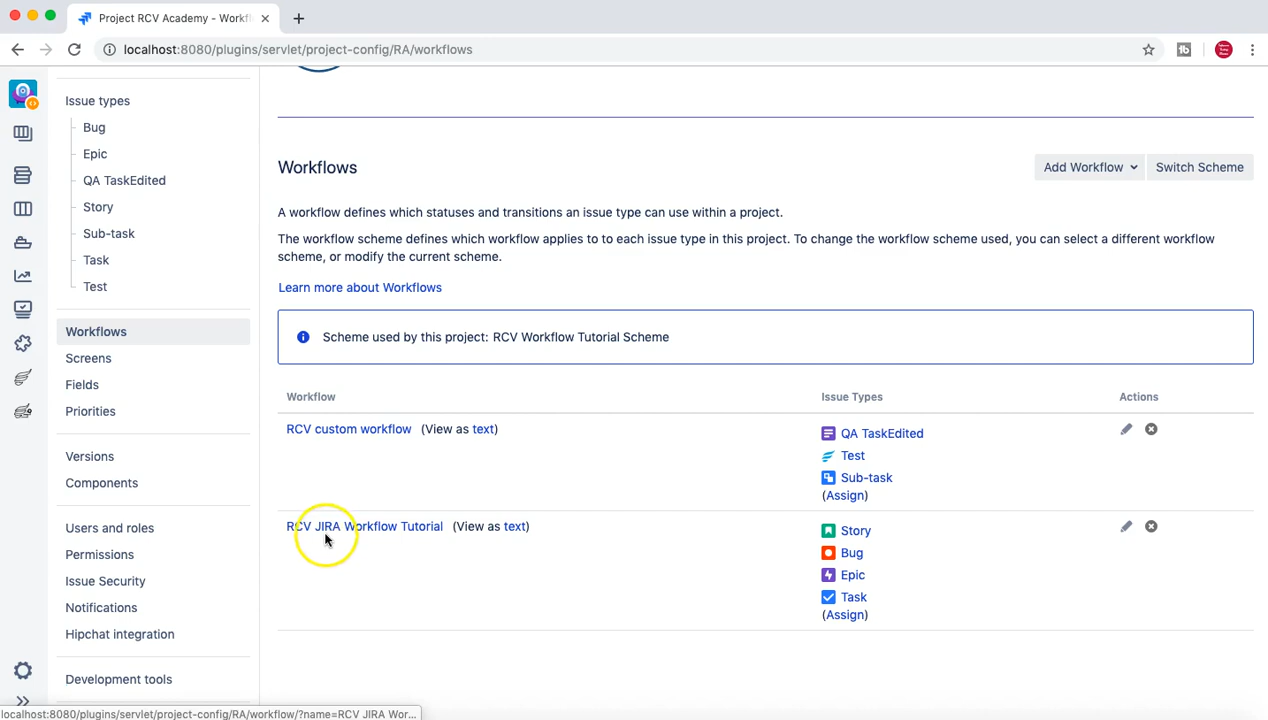 Project RCV Academy - Workfl
localhost:8080/plugins/servlet/project-config/RA/workflows
Issue types
Bug
Epic
QA TaskEdited
Story
Sub-task
Task
Test
Workflows
Screens
Fields
Priorities
Versions
Components
Users and roles
Permissions
Issue Security
Notifications
Hipchat integration
Development tools
Workflows
Add Workflow
Switch Scheme
A workflow defines which statuses and transitions an issue type can use within a project.
The workflow scheme defines which workflow applies to to each issue type in this project. To change the workflow scheme used, you can select a different workflow
scheme, or modify the current scheme.
Learn more about Workflows
Scheme used by this project: RCV Workflow Tutorial Scheme
Workflow Issue Types Actions
RCV custom workflow (View as text)
QA TaskEdited
Test
Sub-task
(Assign)
RCV JIRA Workflow Tutorial (View as text)
Story
Bug
Epic
Task
(Assign)
localhost:8080/plugins/servlet/project-config/RA/workflow/?name=RCV JIRA Wor...